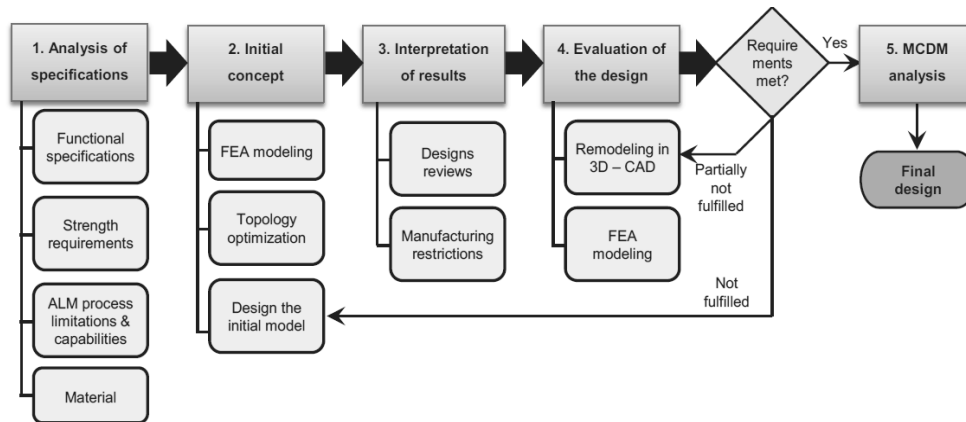 1. Analysis of
specifications
Functional
specifications
Strength
requirements
ALM process
limitations &
capabilities
Material
2. Initial
concept
FEA modeling
Topology
optimization
Design the
initial model
3. Interpretation
of results
Designs
reviews
Manufacturing
restrictions
4. Evaluation of
the design
Remodeling in
3D – CAD
FEA
modeling
Require
ments
met?
Yes
Partially
not
fulfilled
Not
fulfilled
5. MCDM
analysis
Final
design